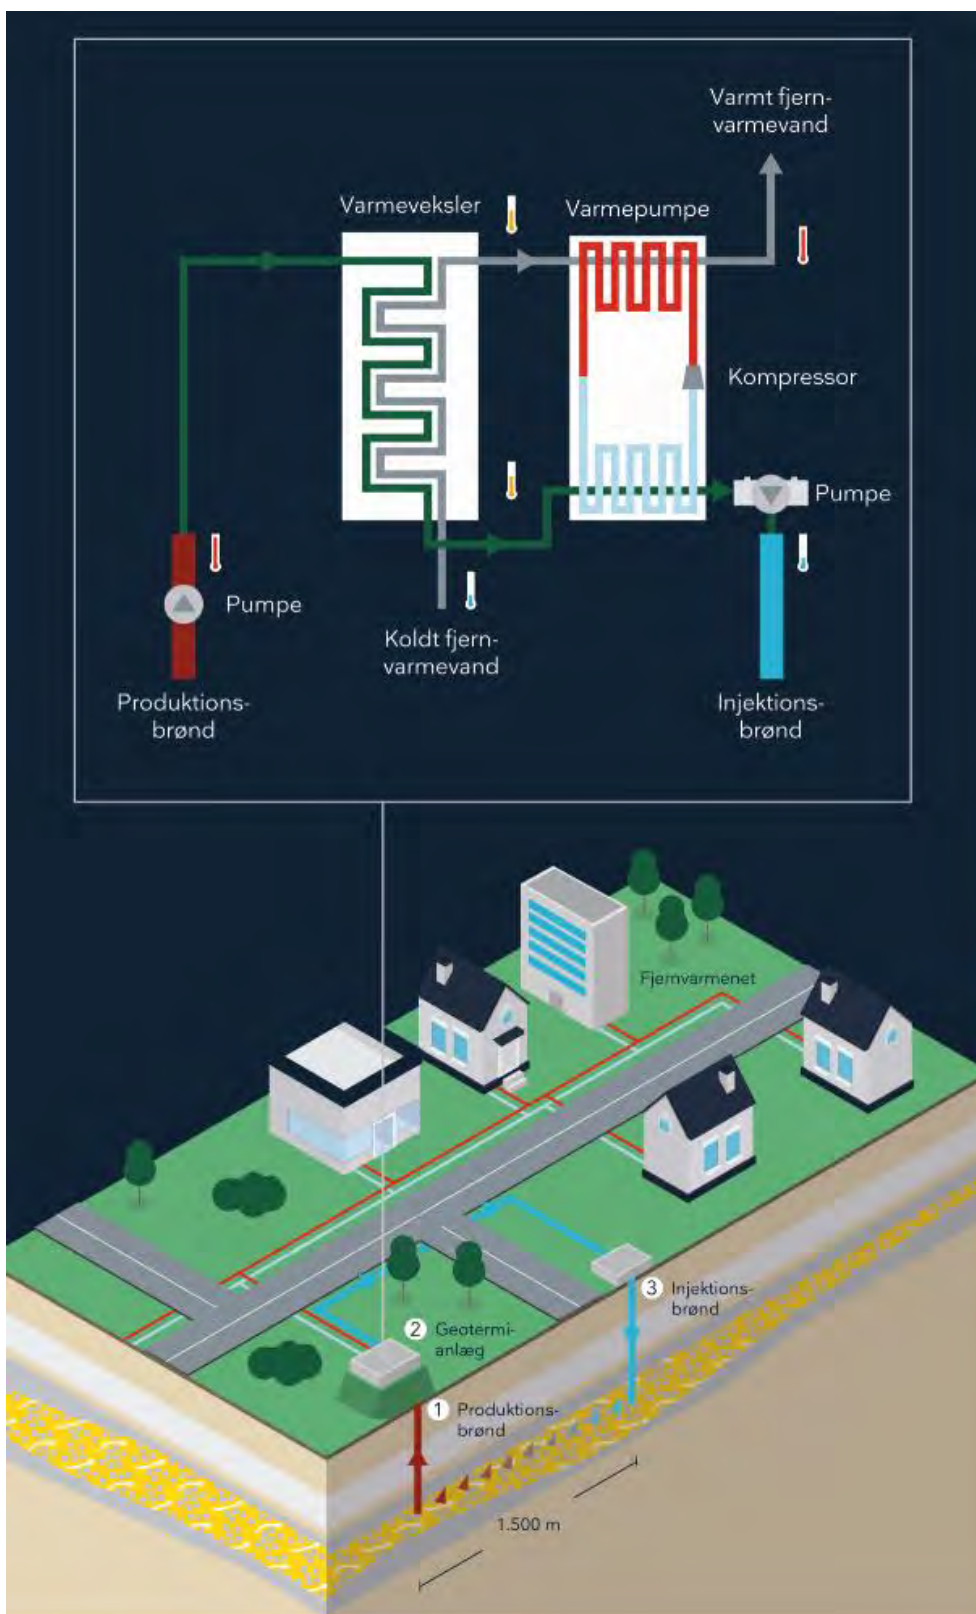 Varmt fjern-
varmevand
Varmeveksler
Varmepumpe
Kompressor
Pumpe
Pumpe
Koldt fjern-
varmevand
Produktions-
brønd
Injektions-
brønd
Fjernvarmenet
3 Injektions-
brønd
2 Geotermi-
anlæg
1 Produktions-
brønd
1.500 m